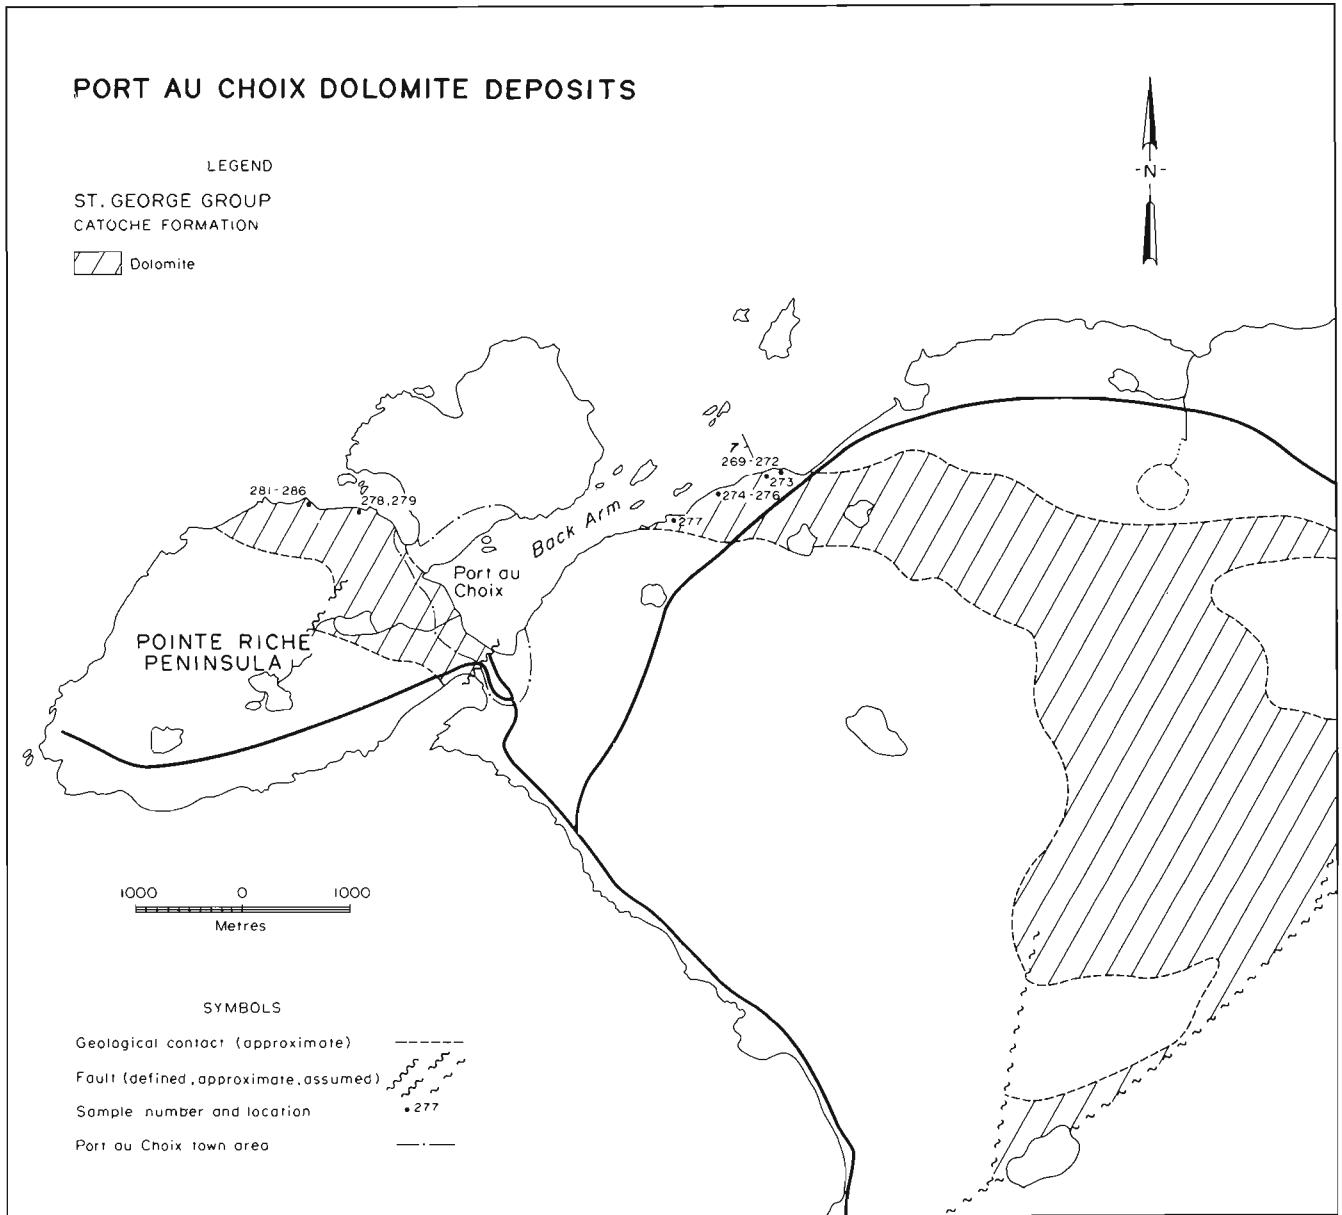 PORT AU CHOIX DOLOMITE DEPOSITS
LEGEND
ST. GEORGE GROUP
CATOCHE FORMATION
Dolomite
-N-
7
269-272
273
274-276
277
281-286
278,279
Back Arm
Port au
Choix
POINTE RICHE
PENINSULA
1000 0 1000
Metres
SYMBOLS
Geological contact (approximate)
Fault (defined, approximate, assumed)
Sample number and location
277
Port au Choix town area